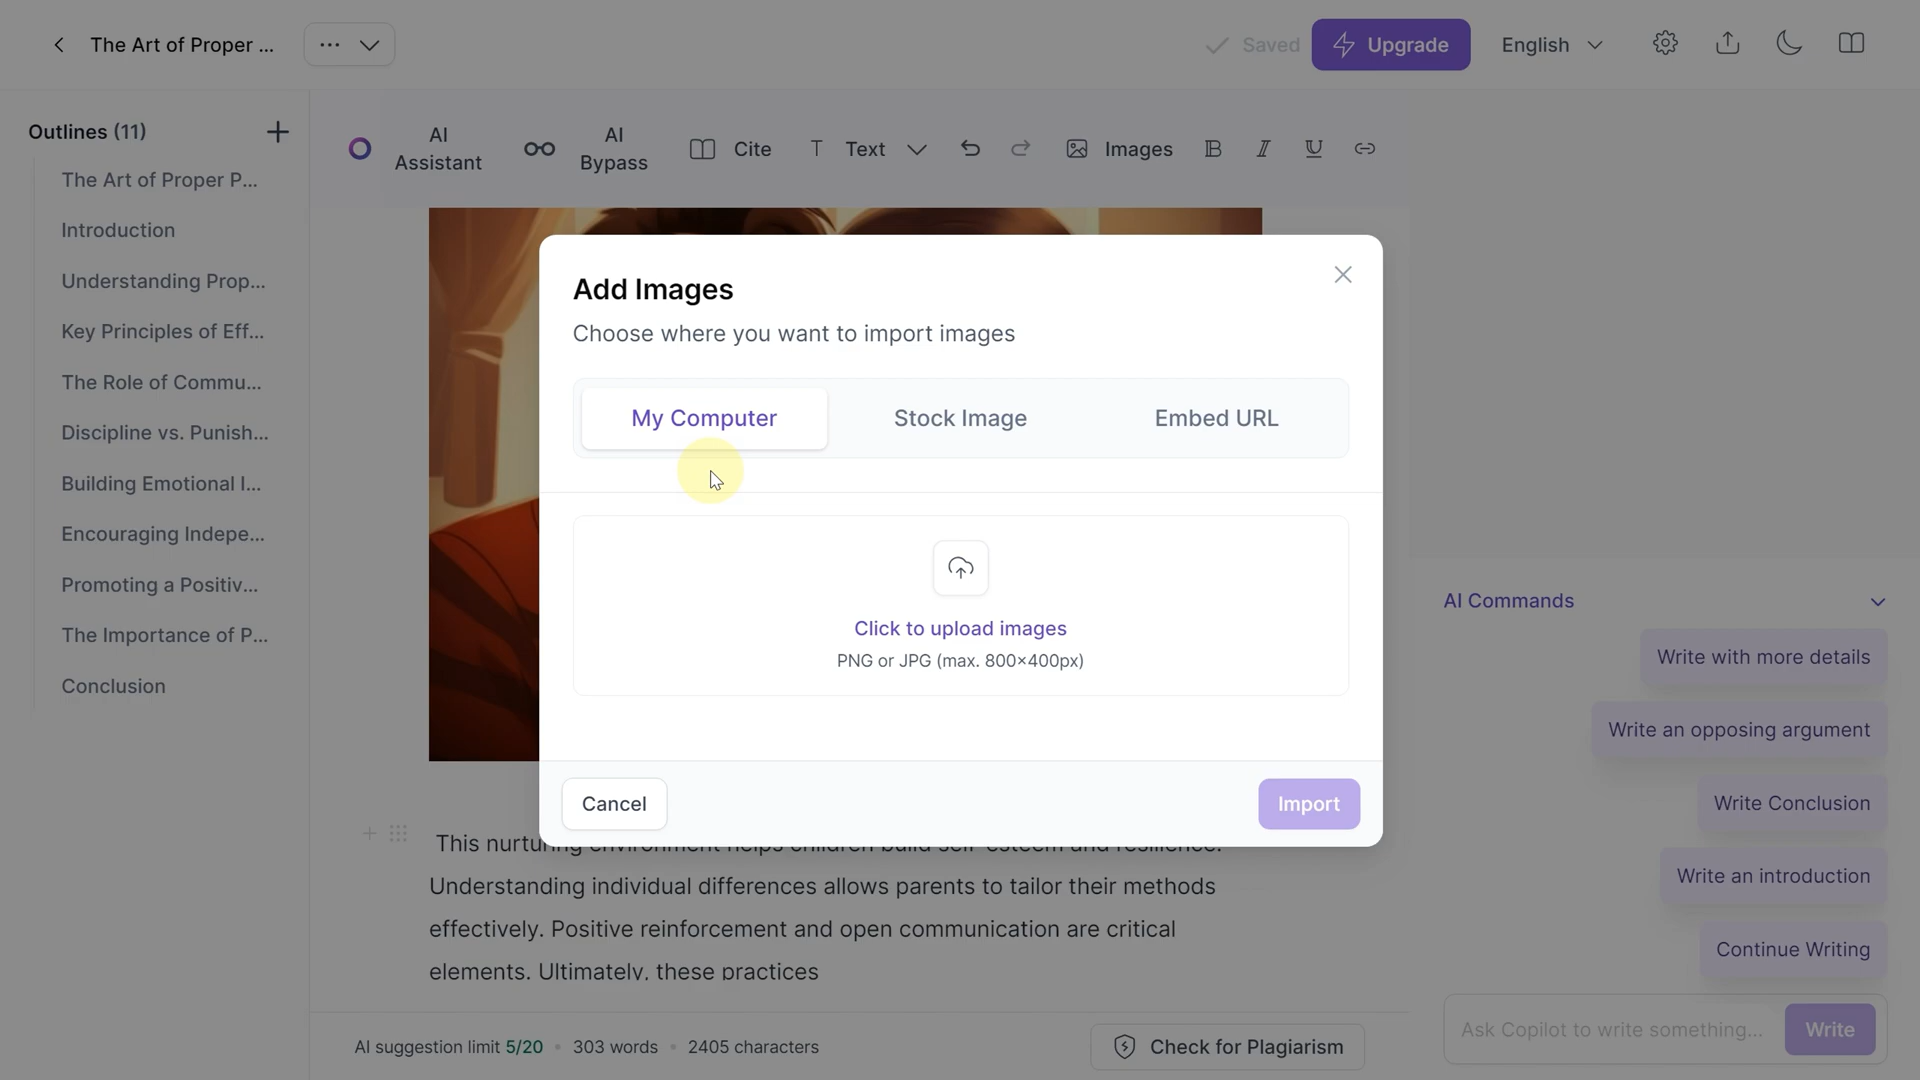 The Art of Proper ...
Saved
Upgrade
English
Outlines (11)
The Art of Proper P...
Introduction
Understanding Prop...
Key Principles of Eff...
The Role of Commu...
Discipline vs. Punish...
Building Emotional I...
Encouraging Indepe...
Promoting a Positiv...
The Importance of P...
Conclusion
AI
Assistant
AI
Bypass
Cite
Text
Images
Add Images
Choose where you want to import images
My Computer
Stock Image
Embed URL
Click to upload images
PNG or JPG (max. 800×400px)
Cancel
Import
This nurturing environment helps children build self-esteem and resilience.
Understanding individual differences allows parents to tailor their methods
effectively. Positive reinforcement and open communication are critical
elements. Ultimately, these practices
AI suggestion limit 5/20 • 303 words • 2405 characters
Check for Plagiarism
AI Commands
Write with more details
Write an opposing argument
Write Conclusion
Write an introduction
Continue Writing
Ask Copilot to write something...
Write